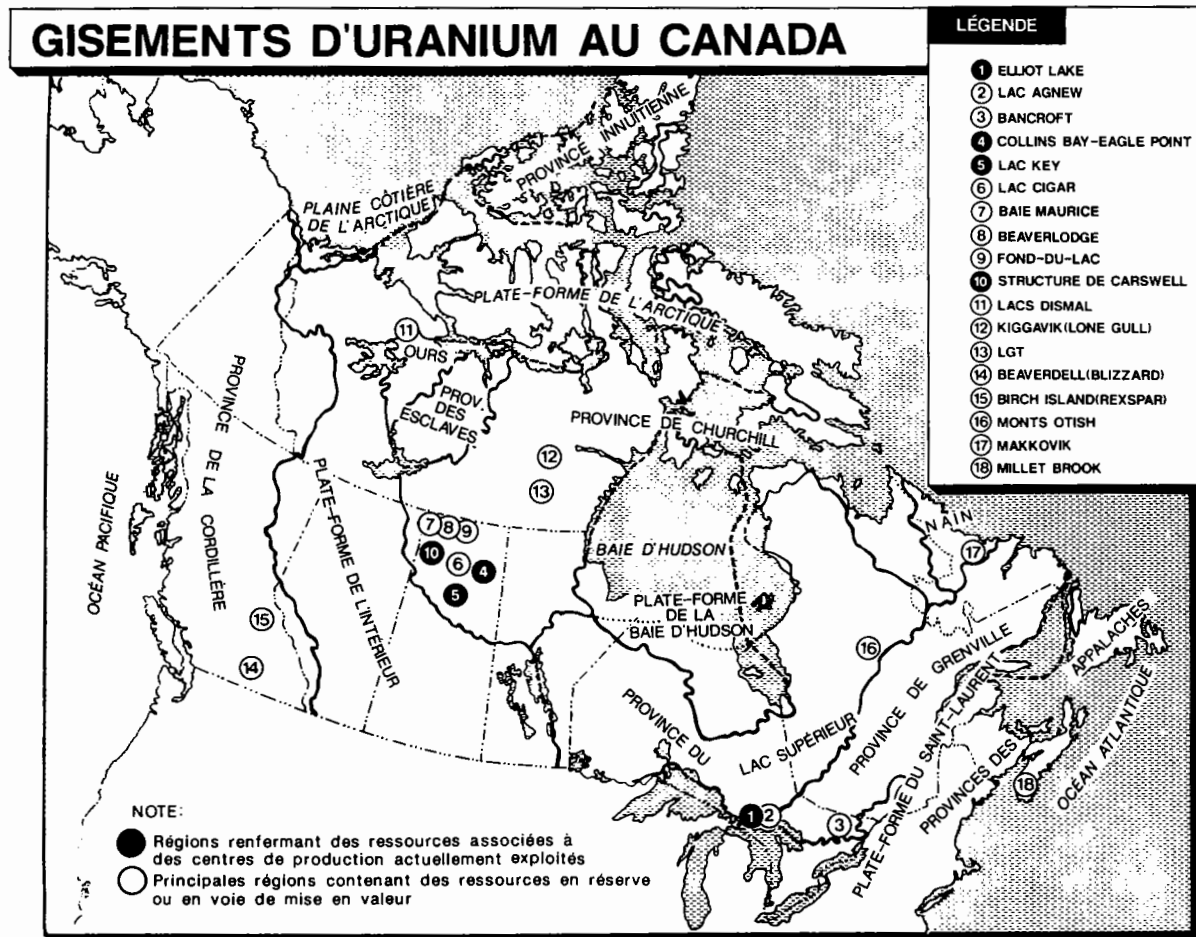 GISEMENTS D'URANIUM AU CANADA
LÉGENDE
1 ELLIOT LAKE
2 LAC AGNEW
3 BANCROFT
4 COLLINS BAY-EAGLE POINT
5 LAC KEY
6 LAC CIGAR
7 BAIE MAURICE
8 BEAVERLODGE
9 FOND-DU-LAC
10 STRUCTURE DE CARSWELL
11 LACS DISMAL
12 KIGGAVIK(LONE GULL)
13 LGT
14 BEAVERDELL(BLIZZARD)
15 BIRCH ISLAND(REXSPAR)
16 MONTS OTISH
17 MAKKOVIK
18 MILLET BROOK
PROVINCE INNUITIENNE
PLAINE CÔTIÈRE
DE L'ARCTIQUE
PLATE-FORME DE L'ARCTIQUE
11
OURS
PROV.
DES
ESCLAVES
PROVINCE DE CHURCHILL
12
13
PROVINCE DE LA CORDILLÈRE
OCÉAN PACIFIQUE
PLATE-FORME DE L'INTÉRIEUR
7 8 9
10
6
4
5
BAIE D'HUDSON
PLATE-FORME
DE LA
BAIE D'HUDSON
NAIN
17
15
14
16
PROVINCE DU
LAC SUPÉRIEUR
PROVINCE DE GRENVILLE
PLATE-FORME DU SAINT-LAURENT
PROVINCES DES
APPALACHES
OCÉAN ATLANTIQUE
18
1 2
3
NOTE:
Régions renfermant des ressources associées à
des centres de production actuellement exploités
Principales régions contenant des ressources en réserve
ou en voie de mise en valeur